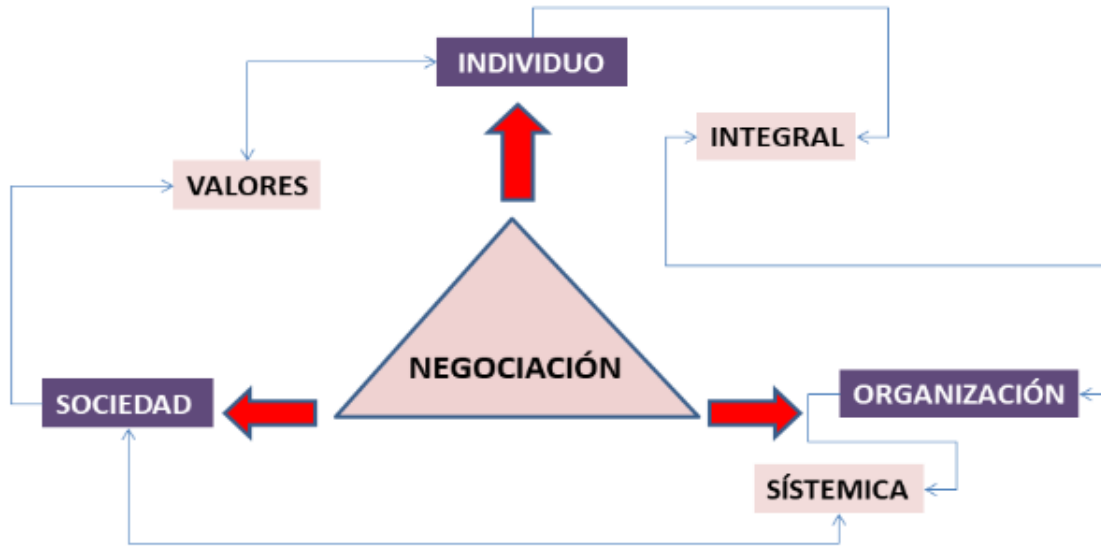 INDIVIDUO
INTEGRAL
VALORES
NEGOCIACIÓN
SOCIEDAD
ORGANIZACIÓN
SÍSTEMICA